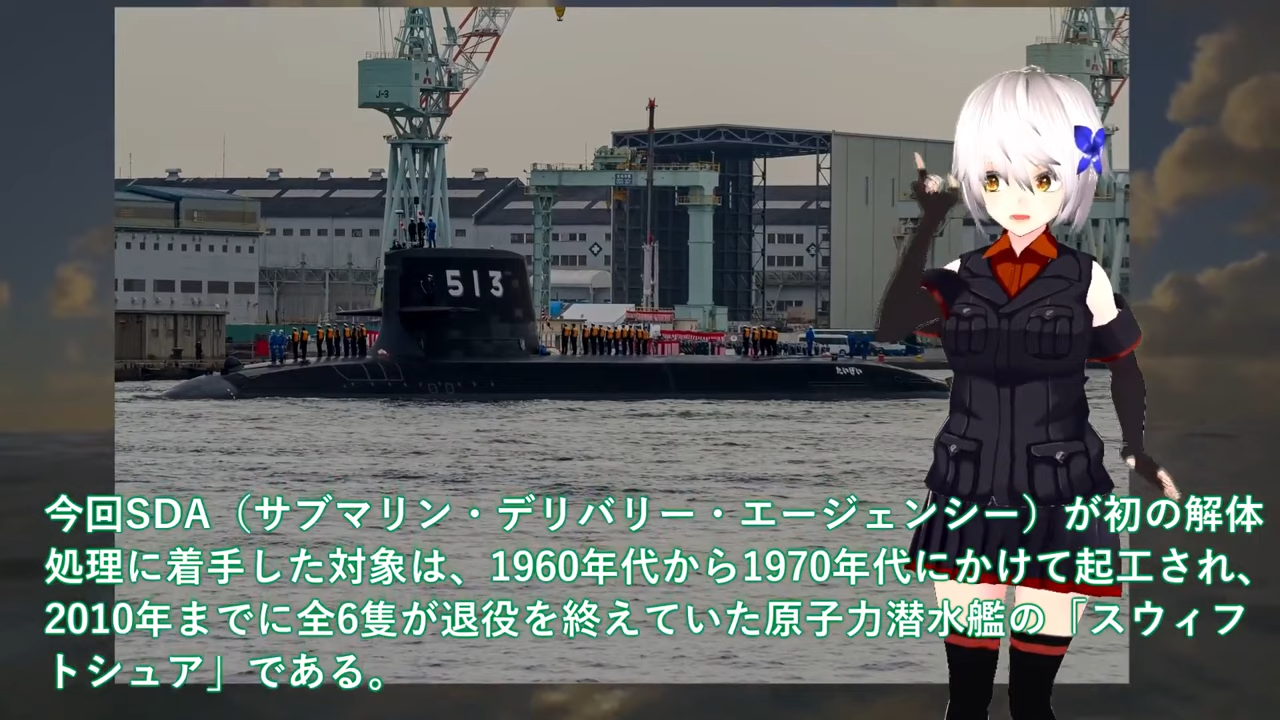 J-3
513
たいげい
今回SDA（サブマリン・デリバリー・エージェンシー）が初の解体
処理に着手した対象は、1960年代から1970年代にかけて起工され、
2010年までに全6隻が退役を終えていた原子力潜水艦の「スウィフ
トシュア」である。